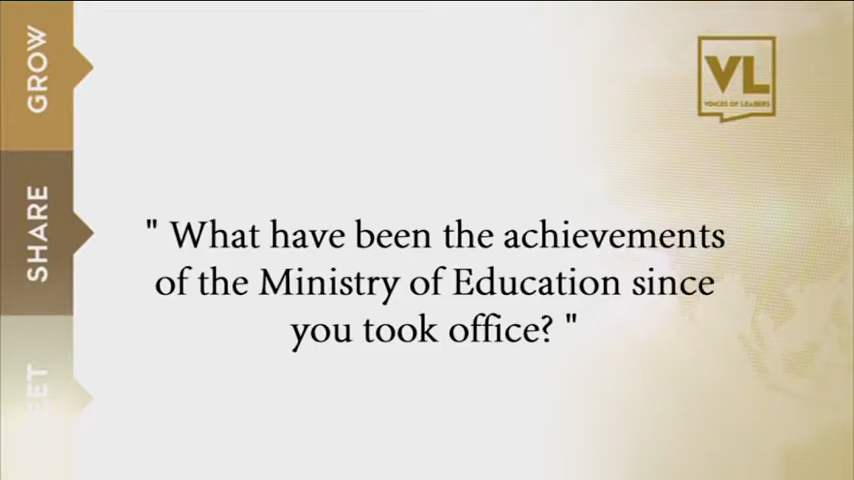 GROW
SHARE
VL
VOICES OF LEADERS
" What have been the achievements
of the Ministry of Education since
you took office? "